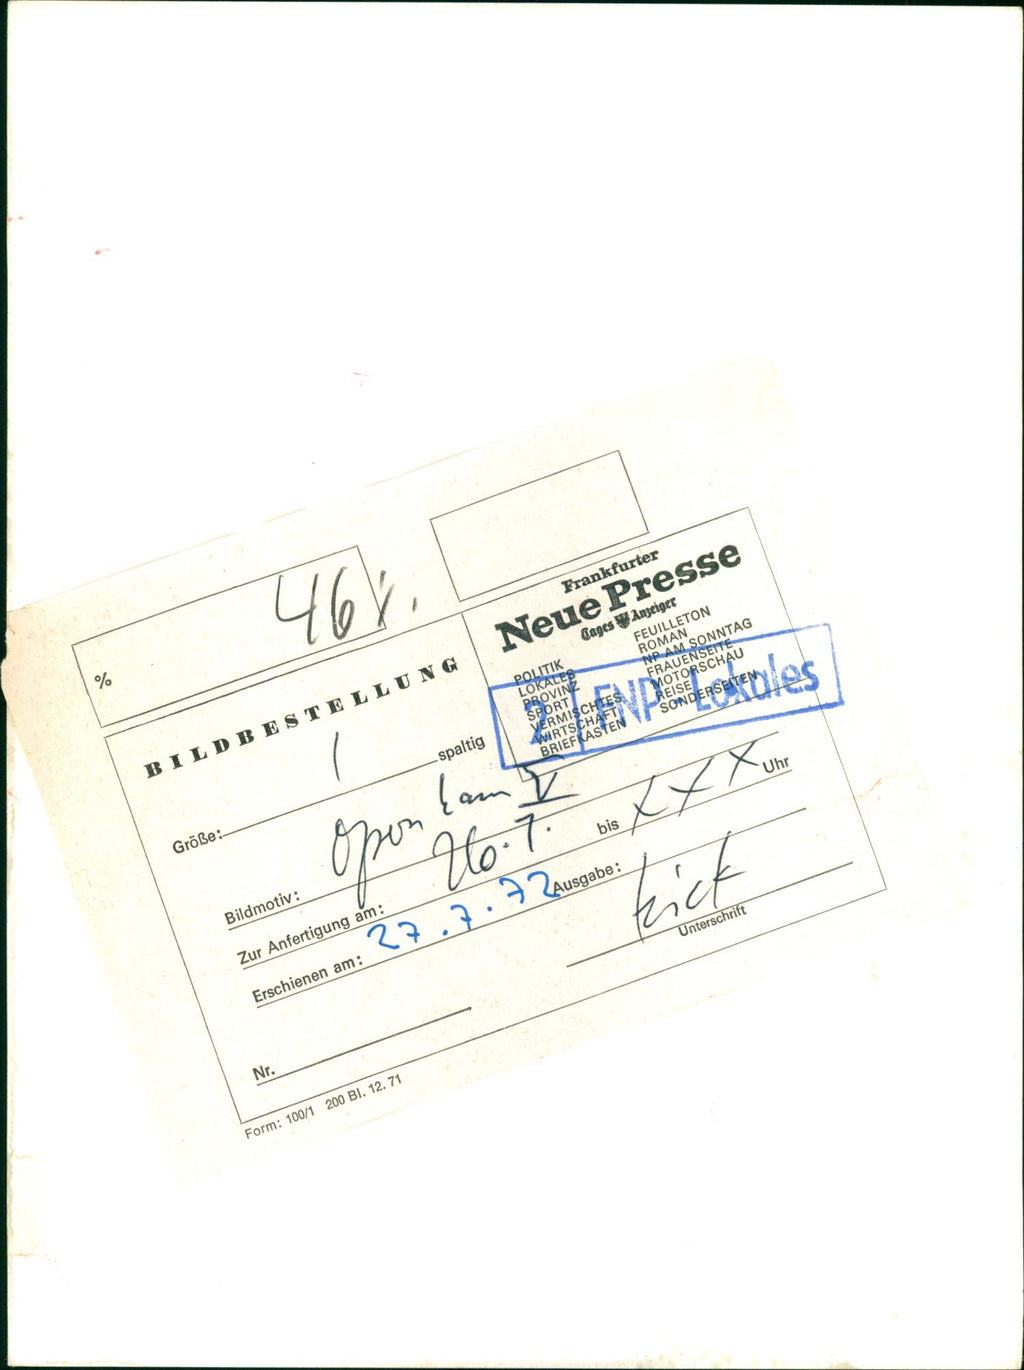 % 46%.
BILDBESTELLUNG
Frankfurter
Neue Presse
Tages Anzeiger
POLITIK
LOKALES
PROVINZ
SPORT
VERMISCHTES
WIRTSCHAFT
BRIEFKASTEN
FEUILLETON
ROMAN
NP AM SONNTAG
FRAUENSEITE
MOTORSCHAU
REISE
SONDERSEITEN
2 FNP - Lokales
Größe: 1 spaltig
Bildmotiv: V
Zur Anfertigung am: 26.7. bis XXX Uhr
Erschienen am: 27.7.72 Ausgabe:
Unterschrift
Nr.
Form: 100/1 200 Bl. 12.71